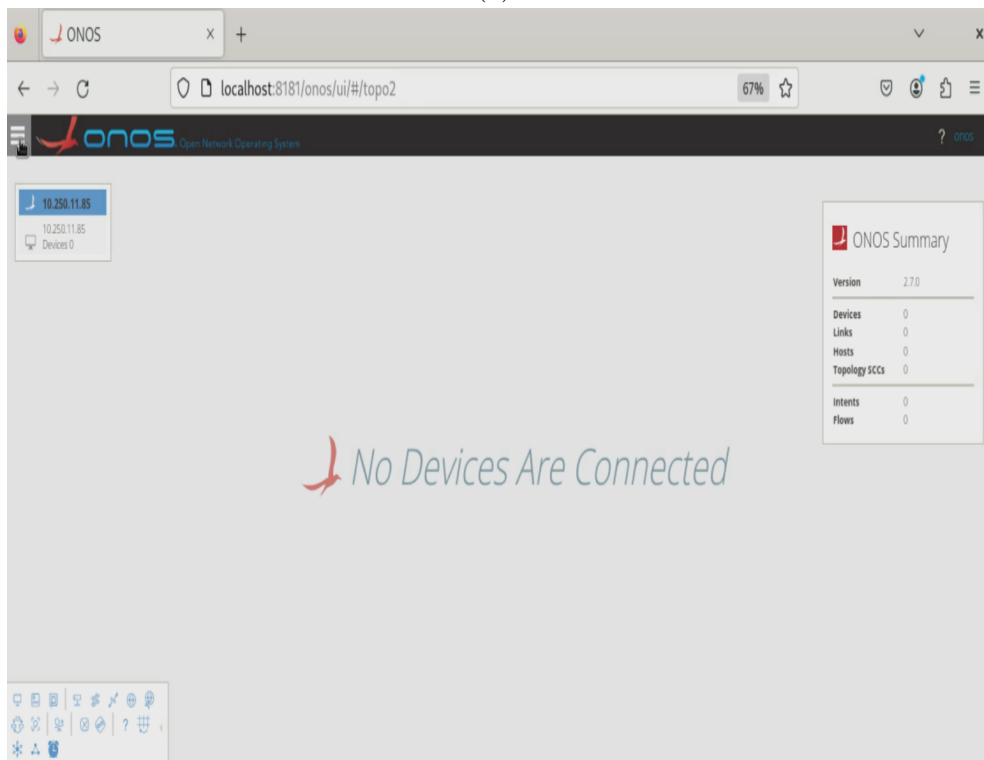 ONOS
localhost:8181/onos/ui/#/topo2
67%
onos Open Network Operating System
? onos
10.250.11.85
10.250.11.85
Devices 0
ONOS Summary
Version 2.7.0
Devices 0
Links 0
Hosts 0
Topology SCCs 0
Intents 0
Flows 0
No Devices Are Connected
?